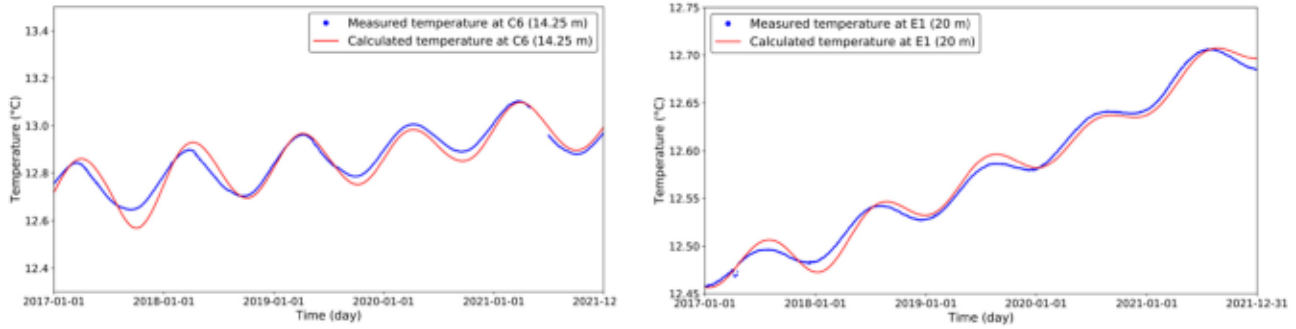 13.4
13.2
13.0
12.8
12.6
12.4
Temperature (°C)
Measured temperature at C6 (14.25 m)
Calculated temperature at C6 (14.25 m)
2017-01-01 2018-01-01 2019-01-01 2020-01-01 2021-01-01 2021-12
Time (day)
12.75
12.70
12.65
12.60
12.55
12.50
12.45
Temperature (°C)
Measured temperature at E1 (20 m)
Calculated temperature at E1 (20 m)
2017-01-01 2018-01-01 2019-01-01 2020-01-01 2021-01-01 2021-12-31
Time (day)